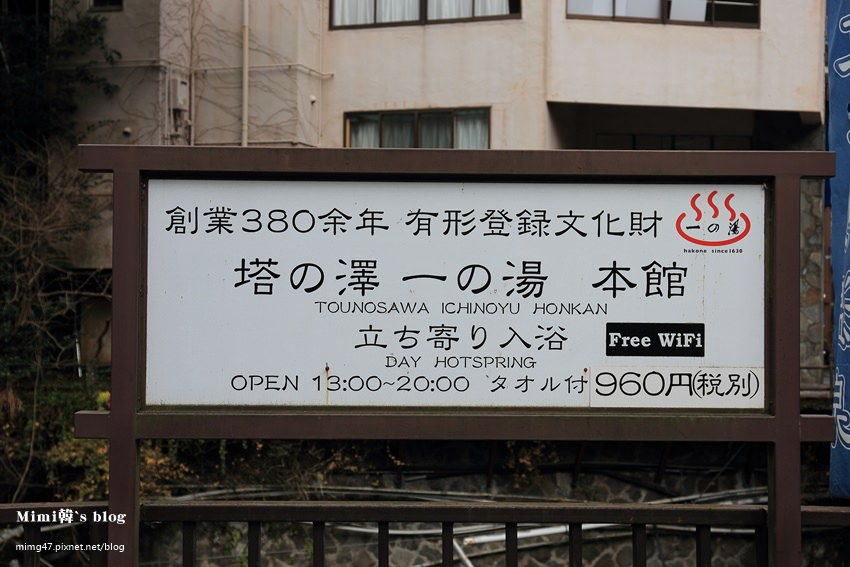 創業380余年 有形登録文化財
一の湯
hakone since1630
塔の澤 一の湯 本館
TOUNOSAWA ICHINOYU HONKAN
立ち寄り入浴 Free WiFi
DAY HOTSPRING
OPEN 13:00~20:00 タオル付 960円(税別)
Mimi韓`s blog
mimg47.pixnet.net/blog